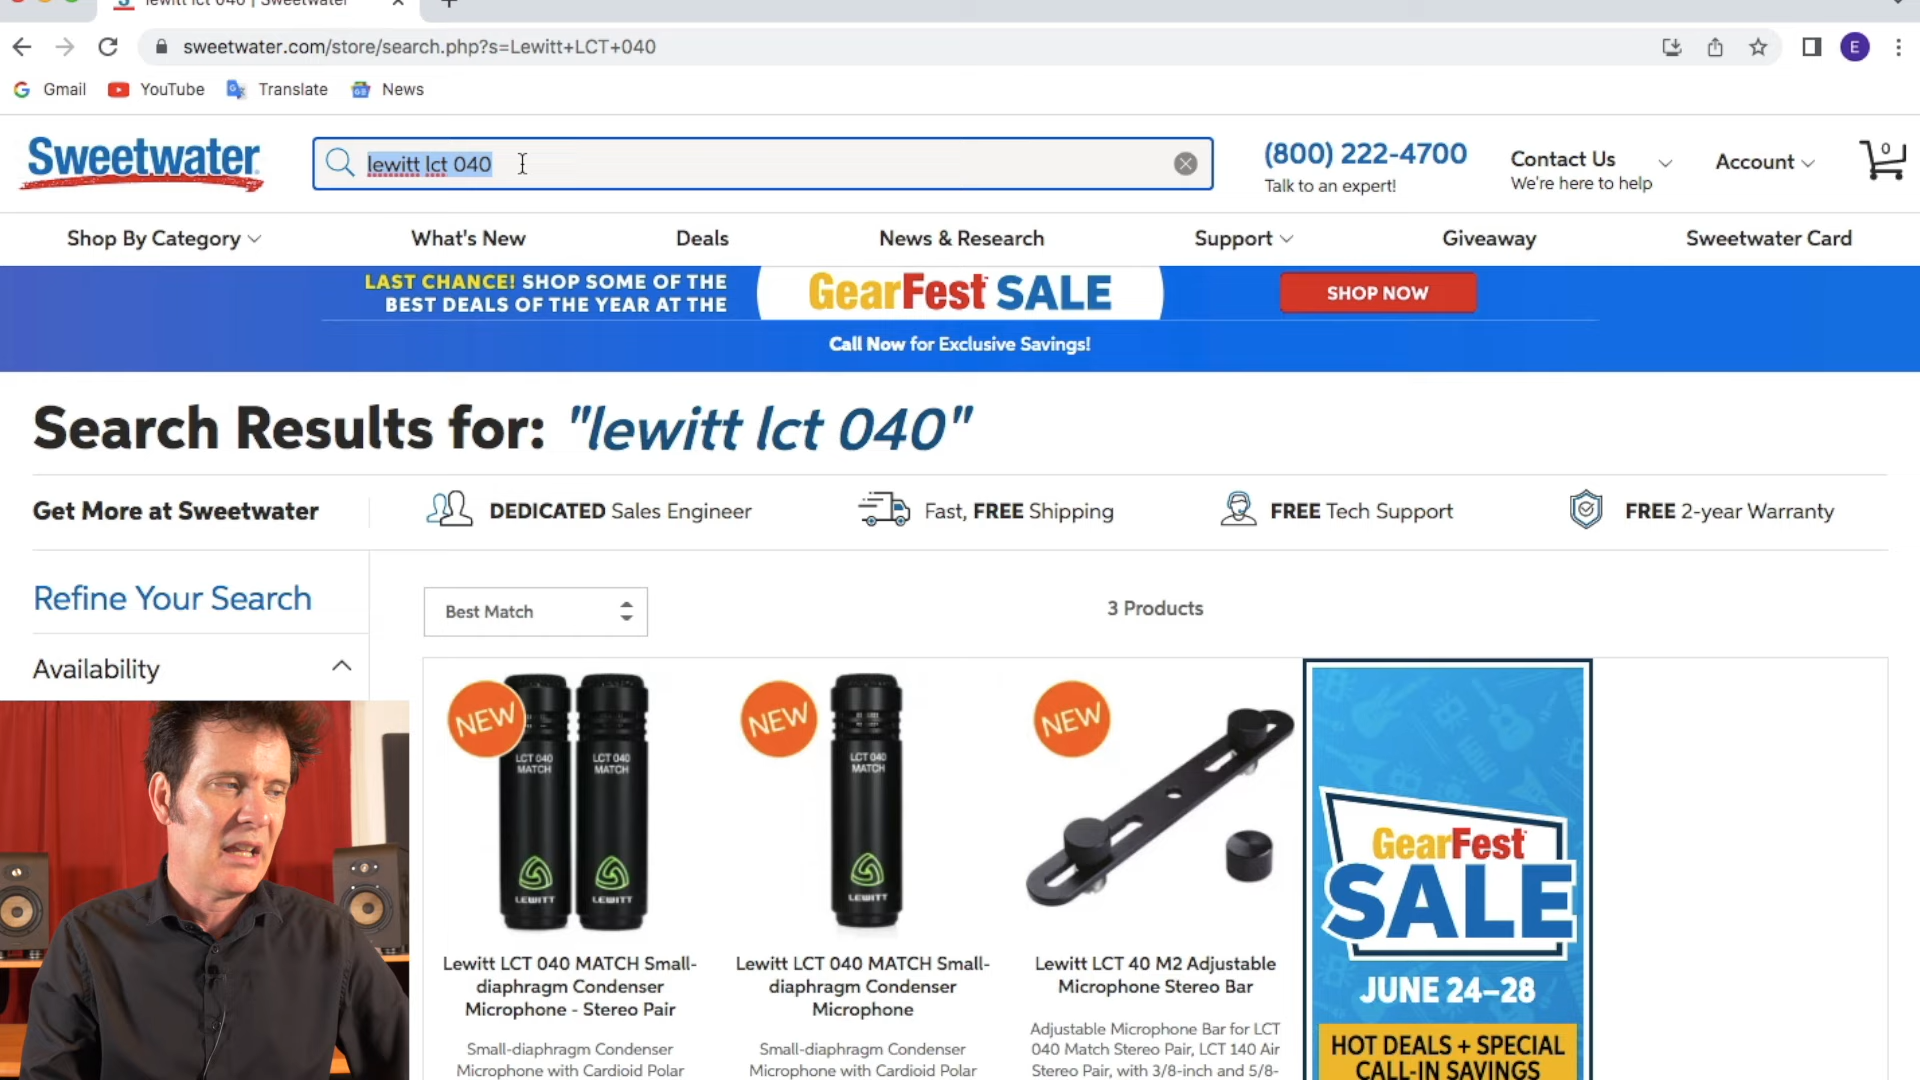 lewitt lct 040 | Sweetwater
sweetwater.com/store/search.php?s=Lewitt+LCT+040
E
Gmail
YouTube
Translate
News
Sweetwater
lewitt lct 040
(800) 222-4700
Talk to an expert!
Contact Us
We're here to help
Account
0
Shop By Category
What's New
Deals
News & Research
Support
Giveaway
Sweetwater Card
LAST CHANCE! SHOP SOME OF THE
BEST DEALS OF THE YEAR AT THE
GearFest SALE
SHOP NOW
Call Now for Exclusive Savings!
Search Results for: "lewitt lct 040"
Get More at Sweetwater
DEDICATED Sales Engineer
Fast, FREE Shipping
FREE Tech Support
FREE 2-year Warranty
Refine Your Search
Availability
Best Match
3 Products
NEW
LCT 040
MATCH
LEWITT
LCT 040
MATCH
LEWITT
Lewitt LCT 040 MATCH Small-
diaphragm Condenser
Microphone - Stereo Pair
Small-diaphragm Condenser
Microphone with Cardioid Polar
NEW
LCT 040
MATCH
LEWITT
Lewitt LCT 040 MATCH Small-
diaphragm Condenser
Microphone
Small-diaphragm Condenser
Microphone with Cardioid Polar
NEW
Lewitt LCT 40 M2 Adjustable
Microphone Stereo Bar
Adjustable Microphone Bar for LCT
040 Match Stereo Pair, LCT 140 Air
Stereo Pair, with 3/8-inch and 5/8-
GearFest
SALE
JUNE 24–28
HOT DEALS + SPECIAL
CALL-IN SAVINGS